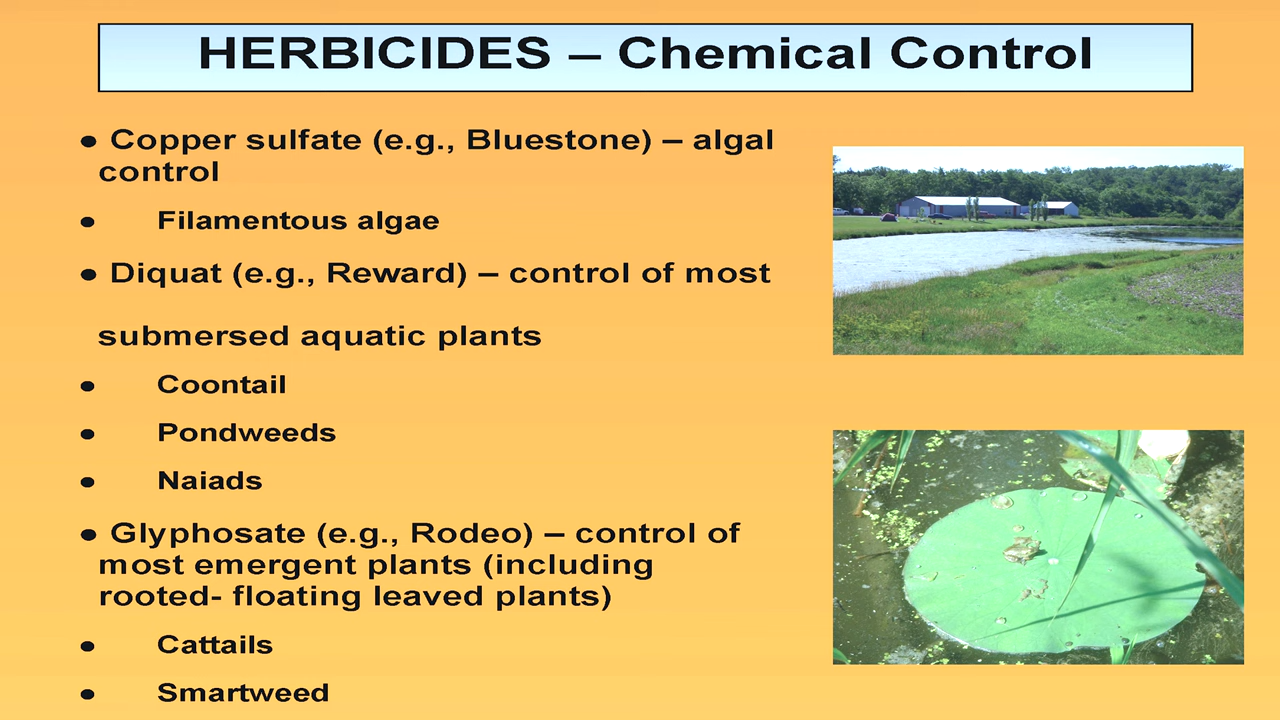 HERBICIDES – Chemical Control
● Copper sulfate (e.g., Bluestone) – algal
control
● Filamentous algae
● Diquat (e.g., Reward) – control of most
submersed aquatic plants
● Coontail
● Pondweeds
● Naiads
● Glyphosate (e.g., Rodeo) – control of
most emergent plants (including
rooted- floating leaved plants)
● Cattails
● Smartweed